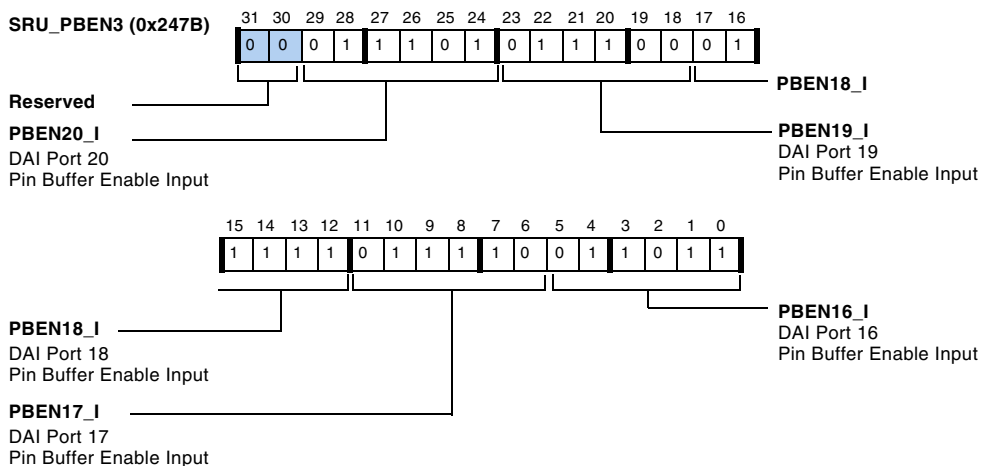 SRU_PBEN3 (0x247B)
31 30 29 28 27 26 25 24 23 22 21 20 19 18 17 16
0 0 0 1 1 1 0 1 0 1 1 1 0 0 0 1
Reserved
PBEN20_I
DAI Port 20
Pin Buffer Enable Input
PBEN18_I
PBEN19_I
DAI Port 19
Pin Buffer Enable Input
15 14 13 12 11 10 9 8 7 6 5 4 3 2 1 0
1 1 1 1 0 1 1 1 1 0 0 1 1 0 1 1
PBEN18_I
DAI Port 18
Pin Buffer Enable Input
PBEN17_I
DAI Port 17
Pin Buffer Enable Input
PBEN16_I
DAI Port 16
Pin Buffer Enable Input